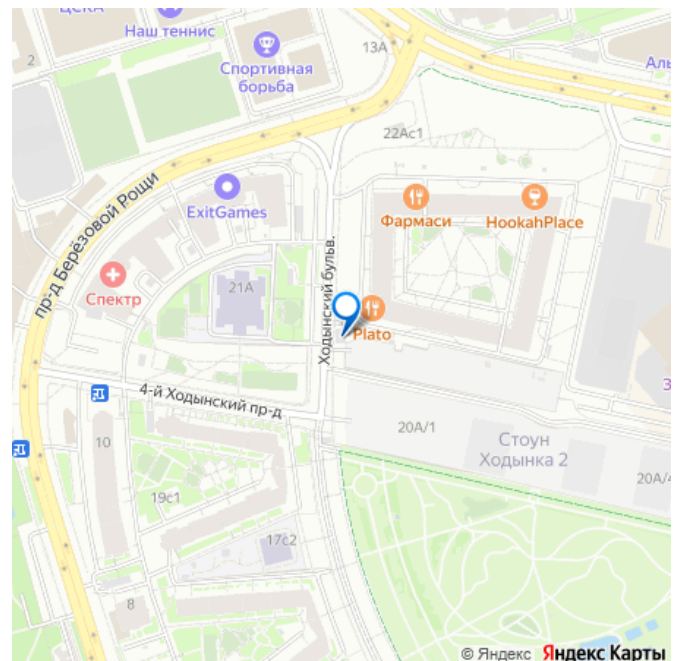 ЦСКА
Наш теннис
2
Спортивная
борьба
13А
Аль
22Ас1
пр-д Берёзовой Рощи
ExitGames
Фармаси
HookahPlace
Спектр
21А
Ходынский бульв.
Plato
З
4-й Ходынский пр-д
10
20А/1
Стоун
Ходынка 2
20А/4
19с1
17с2
8
© Яндекс Яндекс Карты